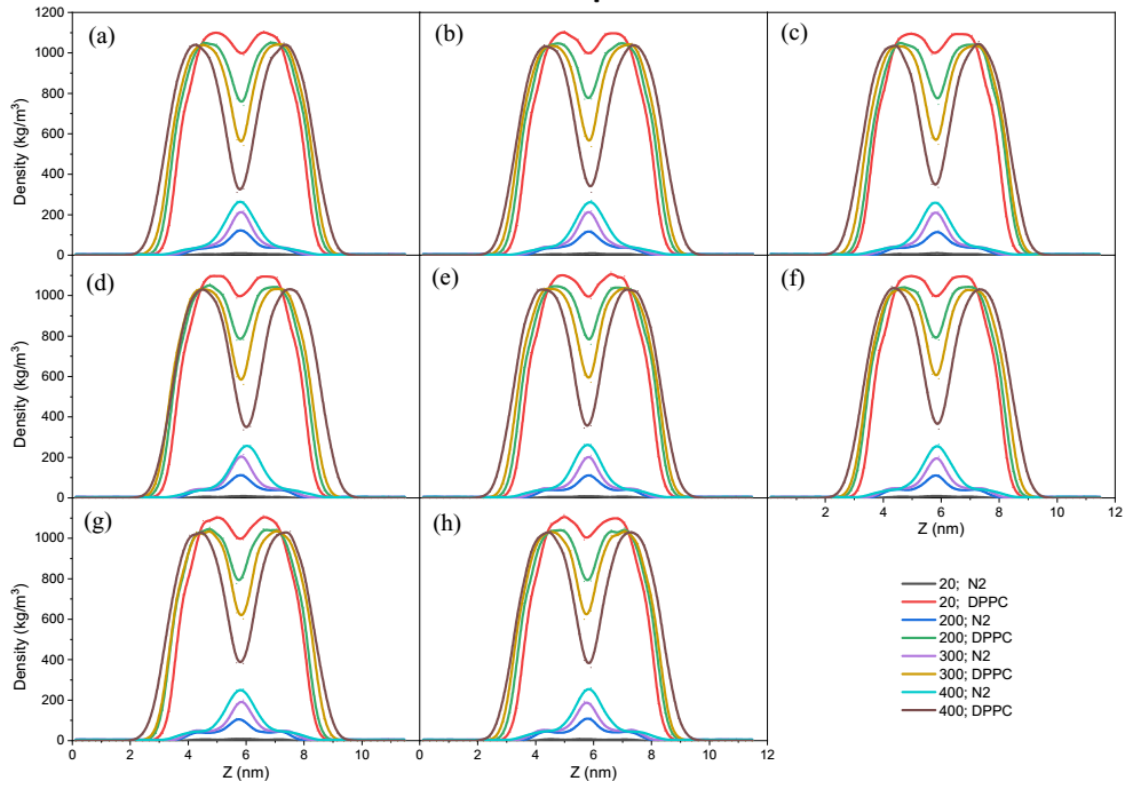 (a) (b) (c)
1200
1000
800
600
400
200
0
Density (kg/m³)
(d) (e) (f)
1000
800
600
400
200
0
Density (kg/m³)
0 2 4 6 8 10 12
Z (nm)
(g) (h)
1000
800
600
400
200
0
Density (kg/m³)
0 2 4 6 8 10 0 2 4 6 8 10 12
Z (nm) Z (nm)
20; N2
20; DPPC
200; N2
200; DPPC
300; N2
300; DPPC
400; N2
400; DPPC